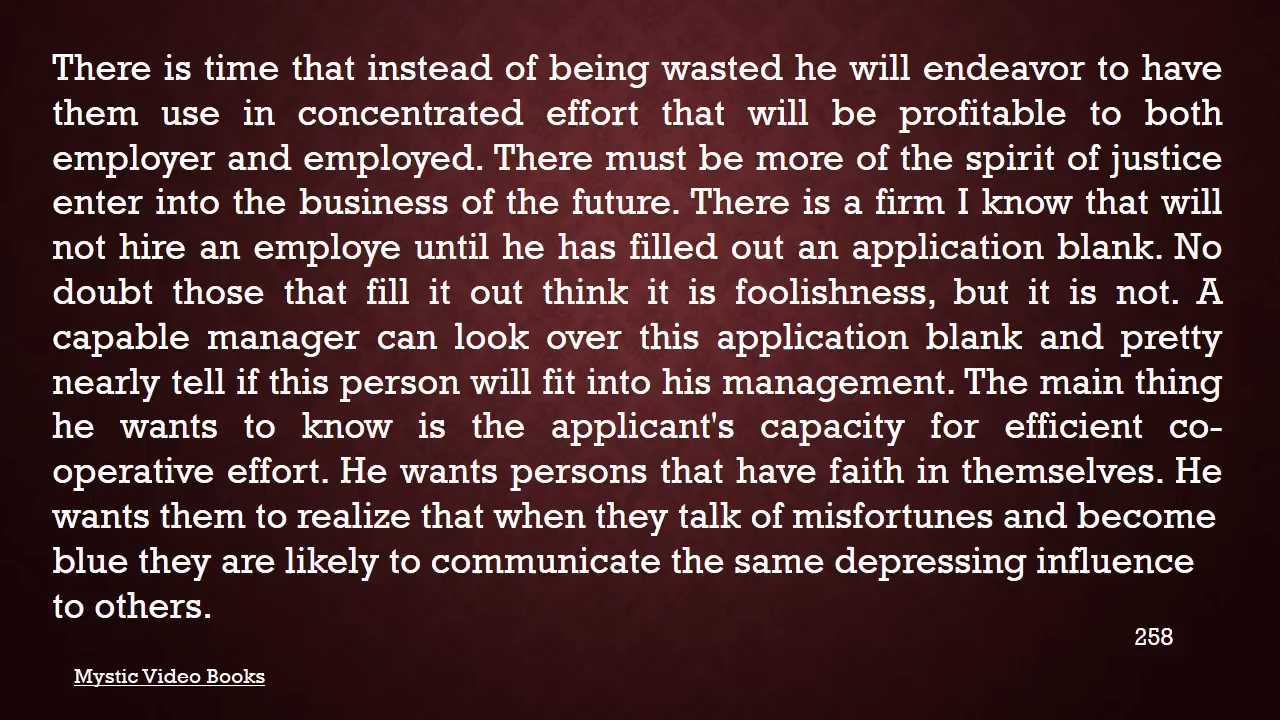 There is time that instead of being wasted he will endeavor to have
them use in concentrated effort that will be profitable to both
employer and employed. There must be more of the spirit of justice
enter into the business of the future. There is a firm I know that will
not hire an employe until he has filled out an application blank. No
doubt those that fill it out think it is foolishness, but it is not. A
capable manager can look over this application blank and pretty
nearly tell if this person will fit into his management. The main thing
he wants to know is the applicant's capacity for efficient co-
operative effort. He wants persons that have faith in themselves. He
wants them to realize that when they talk of misfortunes and become
blue they are likely to communicate the same depressing influence
to others.
258
Mystic Video Books